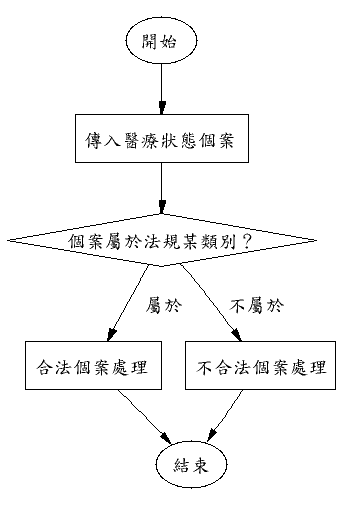 開始
傳入醫療狀態個案
個案屬於法規某類別？
屬於
不屬於
合法個案處理
不合法個案處理
結束